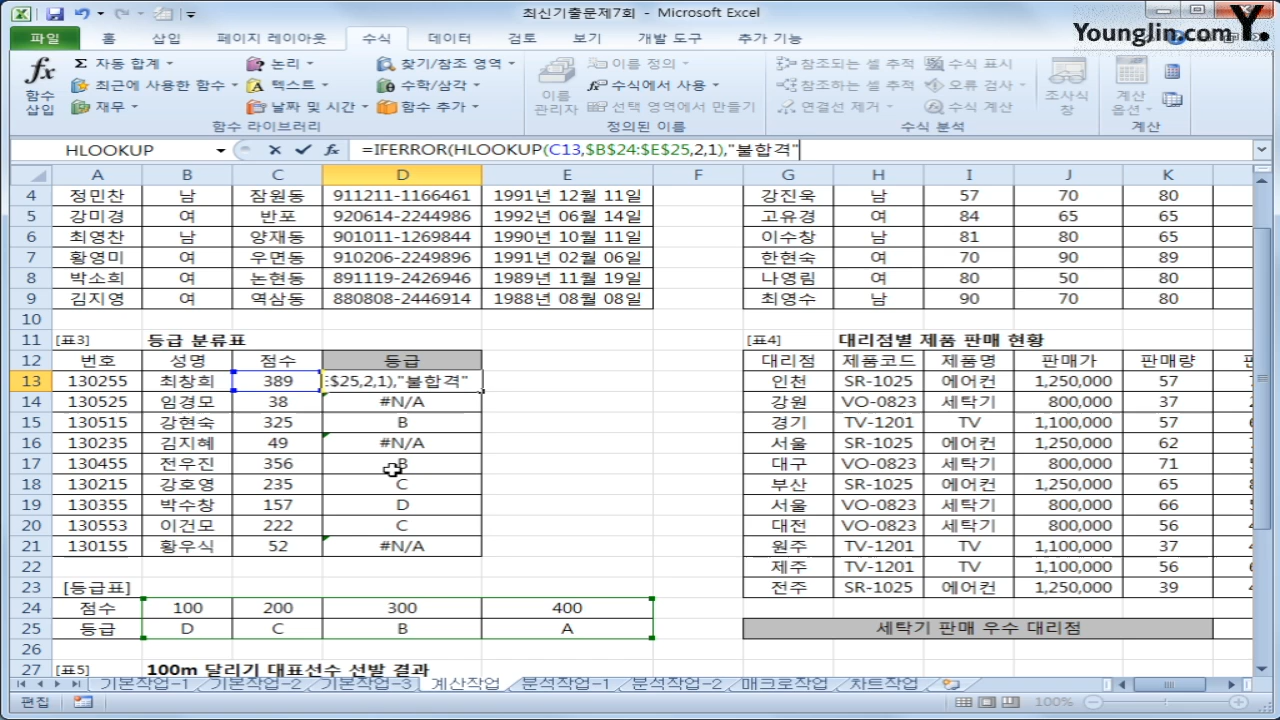 최신기출문제7회 - Microsoft Excel
YoungJin.com Y.
파일 홈 삽입 페이지 레이아웃 수식 데이터 검토 보기 개발 도구 추가 기능
fx 함수 삽입
Σ 자동 합계 논리 찾기/참조 영역
최근에 사용한 함수 텍스트 수학/삼각
재무 날짜 및 시간 함수 추가
함수 라이브러리
이름 관리자
이름 정의
수식에서 사용
선택 영역에서 만들기
정의된 이름
참조되는 셀 추적 수식 표시
참조하는 셀 추적 오류 검사
연결선 제거 수식 계산
조사식 창
수식 분석
계산 옵션
계산
HLOOKUP fx =IFERROR(HLOOKUP(C13,$B$24:$E$25,2,1),"불합격"
A B C D E F G H I J K
4 정민찬 남 잠원동 911211-1166461 1991년 12월 11일 강진욱 남 57 70 80
5 강미경 여 반포 920614-2244986 1992년 06월 14일 고유경 여 84 65 65
6 최영찬 남 양재동 901011-1269844 1990년 10월 11일 이수창 남 81 80 65
7 황영미 여 우면동 910206-2249896 1991년 02월 06일 한현숙 여 70 90 89
8 박소희 여 논현동 891119-2426946 1989년 11월 19일 나영림 여 80 50 80
9 김지영 여 역삼동 880808-2446914 1988년 08월 08일 최영수 남 90 70 80
10
11 [표3] 등급 분류표 [표4] 대리점별 제품 판매 현황
12 번호 성명 점수 등급 대리점 제품코드 제품명 판매가 판매량
13 130255 최창희 389 E$25,2,1),"불합격" 인천 SR-1025 에어컨 1,250,000 57
14 130525 임경모 38 #N/A 강원 VO-0823 세탁기 800,000 37
15 130515 강현숙 325 B 경기 TV-1201 TV 1,100,000 57
16 130235 김지혜 49 #N/A 서울 SR-1025 에어컨 1,250,000 62
17 130455 전우진 356 B 대구 VO-0823 세탁기 800,000 71
18 130215 강호영 235 C 부산 SR-1025 에어컨 1,250,000 65
19 130355 박수창 157 D 서울 VO-0823 세탁기 800,000 66
20 130553 이건모 222 C 대전 VO-0823 세탁기 800,000 56
21 130155 황우식 52 #N/A 원주 TV-1201 TV 1,100,000 37
22 제주 TV-1201 TV 1,100,000 56
23 [등급표] 전주 SR-1025 에어컨 1,250,000 39
24 점수 100 200 300 400
25 등급 D C B A 세탁기 판매 우수 대리점
26
27 [표5] 100m 달리기 대표선수 선발 결과
기본작업-1 기본작업-2 기본작업-3 계산작업 분석작업-1 분석작업-2 매크로작업 차트작업
편집 100%